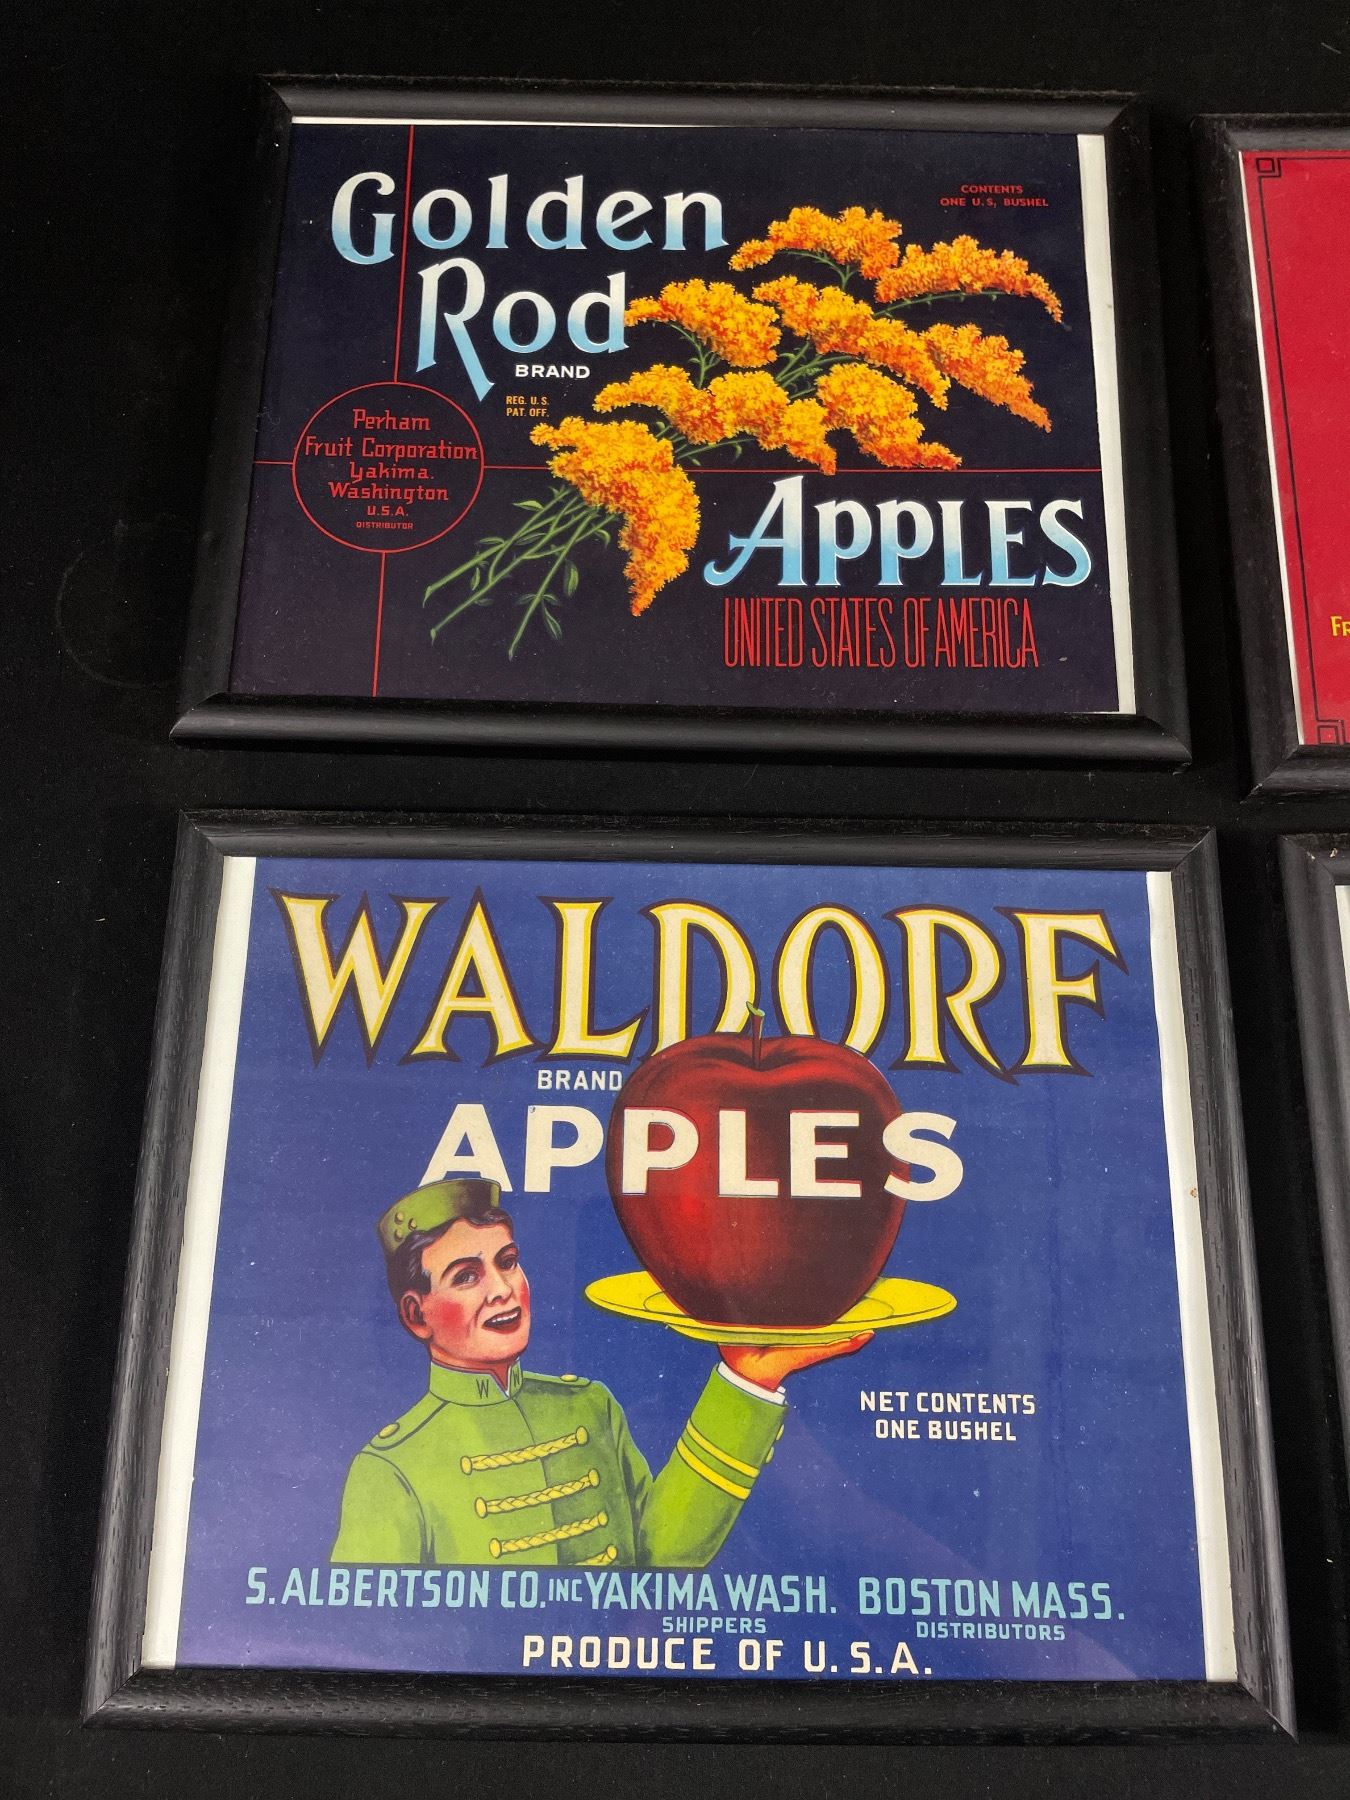 Golden
Rod
BRAND
REG. U.S.
PAT. OFF.
CONTENTS
ONE U.S. BUSHEL
Perham
Fruit Corporation
Yakima.
Washington
U.S.A.
DISTRIBUTOR
APPLES
UNITED STATES OF AMERICA
WALDORF
BRAND
APPLES
W W
NET CONTENTS
ONE BUSHEL
S. ALBERTSON CO. INC YAKIMA WASH. BOSTON MASS.
SHIPPERS DISTRIBUTORS
PRODUCE OF U.S.A.